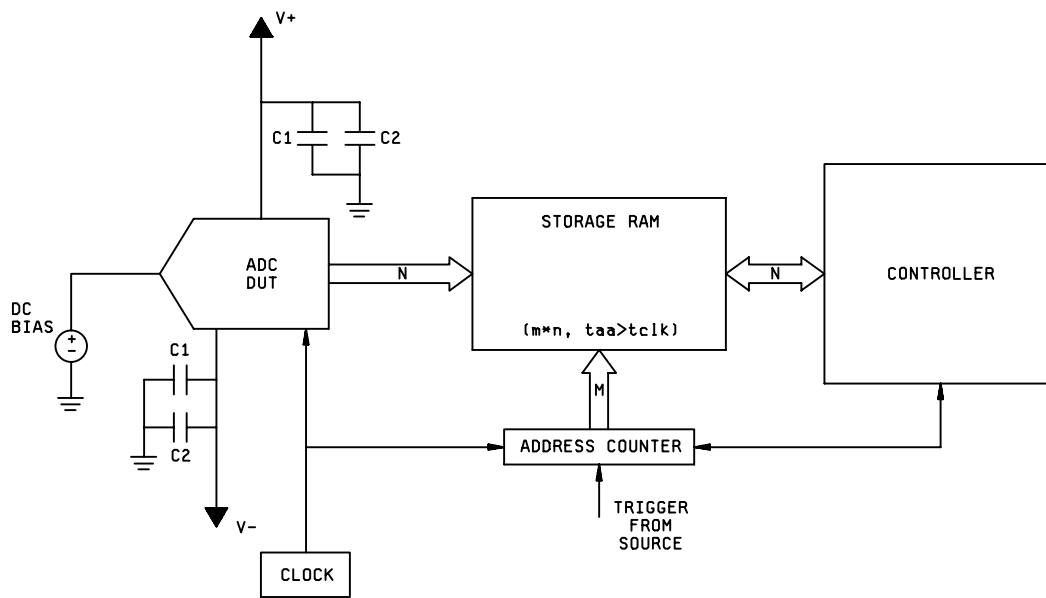 V+
C1
C2
STORAGE RAM
ADC
DUT
N
N
CONTROLLER
DC
BIAS
+
-
(m*n, taa>tclk)
C1
M
C2
ADDRESS COUNTER
TRIGGER
FROM
SOURCE
V-
CLOCK